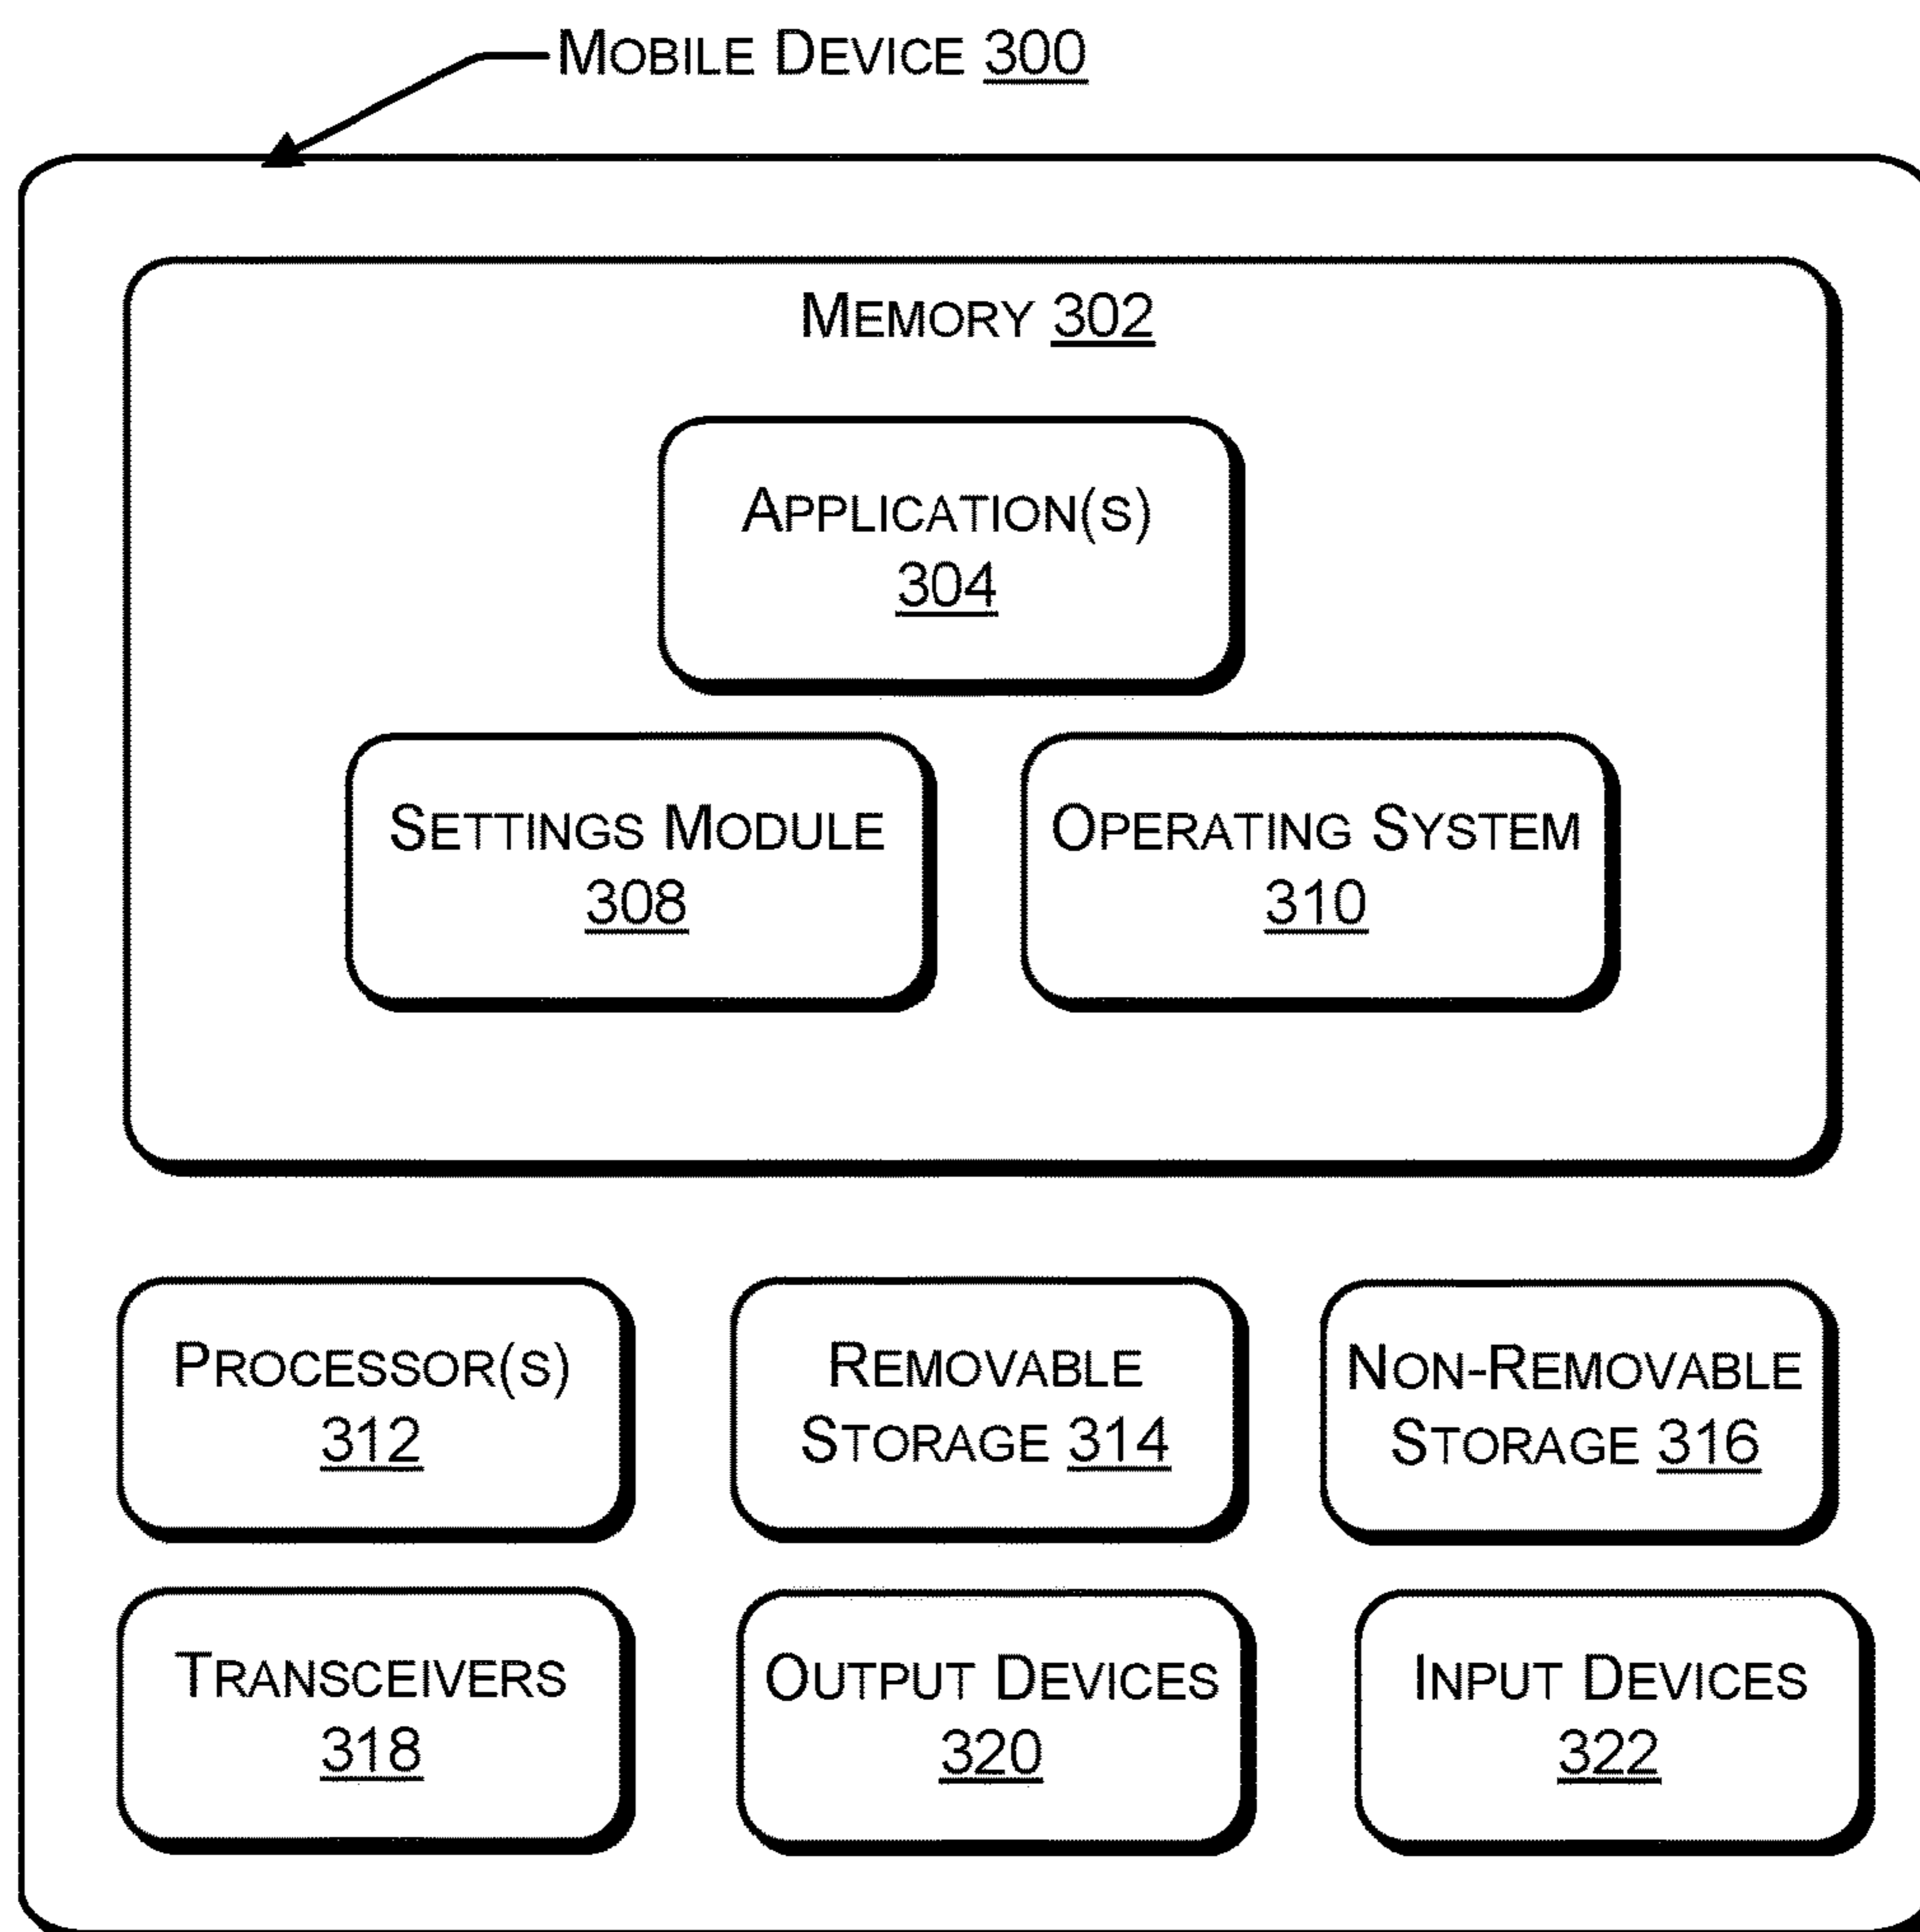 MOBILE DEVICE 300
MEMORY 302
APPLICATION(S)
304
SETTINGS MODULE
308
OPERATING SYSTEM
310
PROCESSOR(S)
312
REMOVABLE
STORAGE 314
NON-REMOVABLE
STORAGE 316
TRANSCEIVERS
318
OUTPUT DEVICES
320
INPUT DEVICES
322